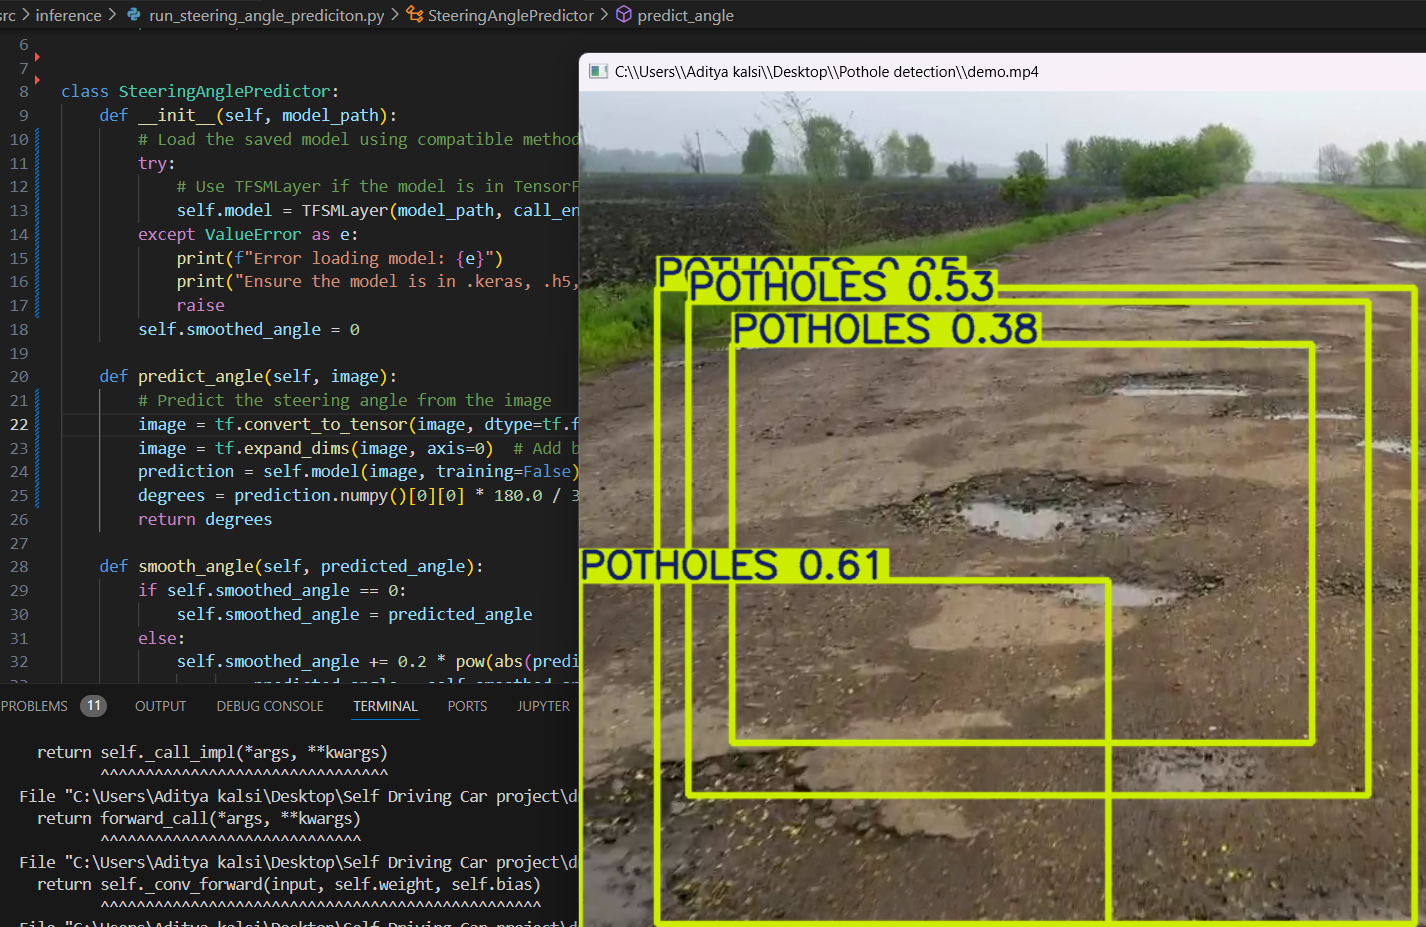 src > inference > run_steering_angle_prediciton.py > SteeringAnglePredictor > predict_angle
6
7
8 class SteeringAnglePredictor:
9 def __init__(self, model_path):
10 # Load the saved model using compatible method
11 try:
12 # Use TFSMLayer if the model is in TensorF
13 self.model = TFSMLayer(model_path, call_en
14 except ValueError as e:
15 print(f"Error loading model: {e}")
16 print("Ensure the model is in .keras, .h5,
17 raise
18 self.smoothed_angle = 0
19
20 def predict_angle(self, image):
21 # Predict the steering angle from the image
22 image = tf.convert_to_tensor(image, dtype=tf.f
23 image = tf.expand_dims(image, axis=0) # Add b
24 prediction = self.model(image, training=False)
25 degrees = prediction.numpy()[0][0] * 180.0 / 3
26 return degrees
27
28 def smooth_angle(self, predicted_angle):
29 if self.smoothed_angle == 0:
30 self.smoothed_angle = predicted_angle
31 else:
32 self.smoothed_angle += 0.2 * pow(abs(predi
PROBLEMS 11 OUTPUT DEBUG CONSOLE TERMINAL PORTS JUPYTER
return self._call_impl(*args, **kwargs)
^^^^^^^^^^^^^^^^^^^^^^^^^^^^^^^^
File "C:\Users\Aditya kalsi\Desktop\Self Driving Car project\d
return forward_call(*args, **kwargs)
^^^^^^^^^^^^^^^^^^^^^^^^^^^^^
File "C:\Users\Aditya kalsi\Desktop\Self Driving Car project\d
return self._conv_forward(input, self.weight, self.bias)
^^^^^^^^^^^^^^^^^^^^^^^^^^^^^^^^^^^^^^^^^^^^^^^^^
C:\\Users\\Aditya kalsi\\Desktop\\Pothole detection\\demo.mp4
POTHOLES
POTHOLES 0.53
POTHOLES 0.38
POTHOLES 0.61